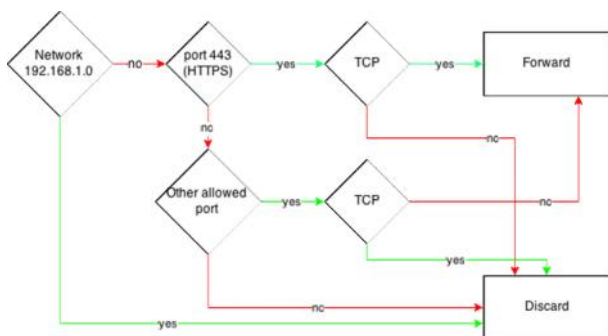 Network
192.168.1.0
no
port 443
(HTTPS)
yes
TCP
yes
Forward
no
no
Other allowed
port
yes
TCP
no
yes
no
yes
Discard